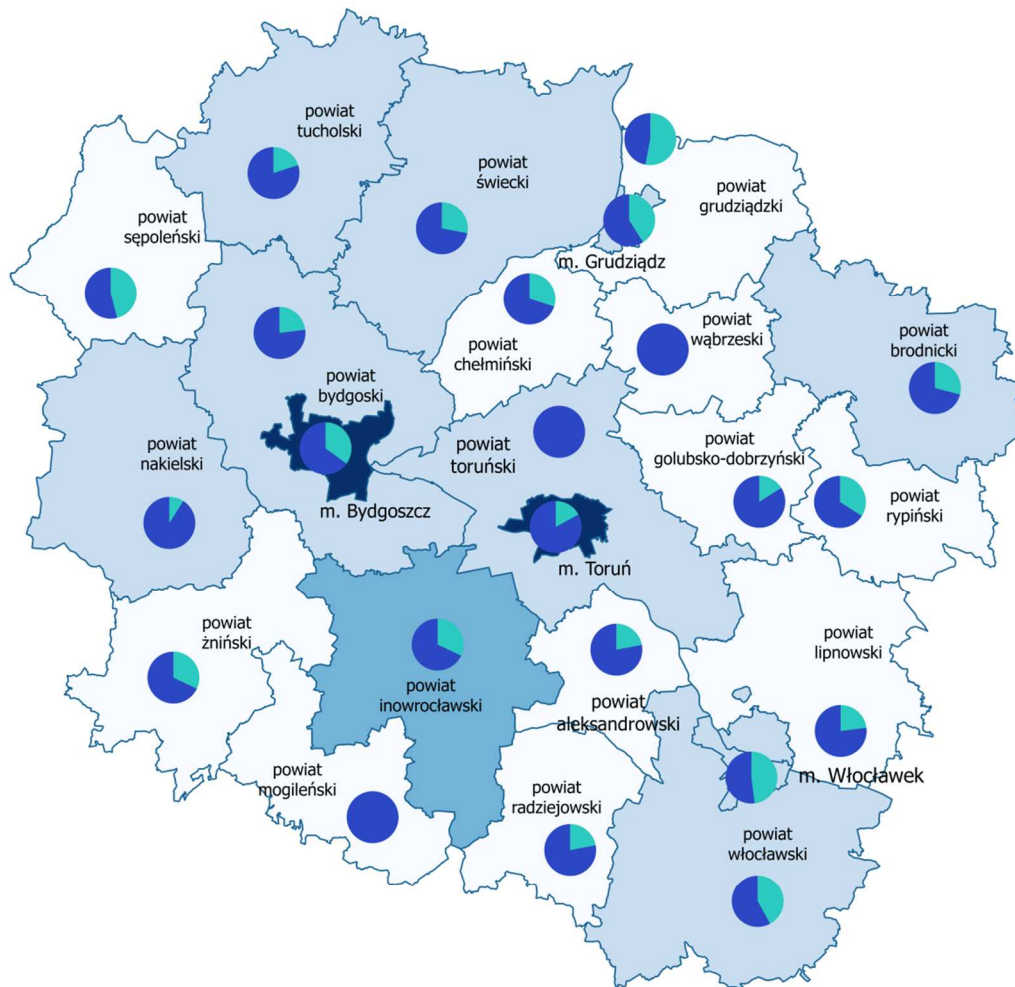 powiat
tucholski
powiat
świecki
powiat
grudziądzki
powiat
sępoleński
m. Grudziądz
powiat
chełmiński
powiat
wąbrzeski
powiat
brodnicki
powiat
bydgoski
powiat
nakielski
powiat
toruński
powiat
golubsko-dobrzyński
powiat
rypiński
m. Bydgoszcz
m. Toruń
powiat
żniński
powiat
inowrocławski
powiat
aleksandrowski
powiat
lipnowski
powiat
mogileński
powiat
radziejowski
m. Włocławek
powiat
włocławski